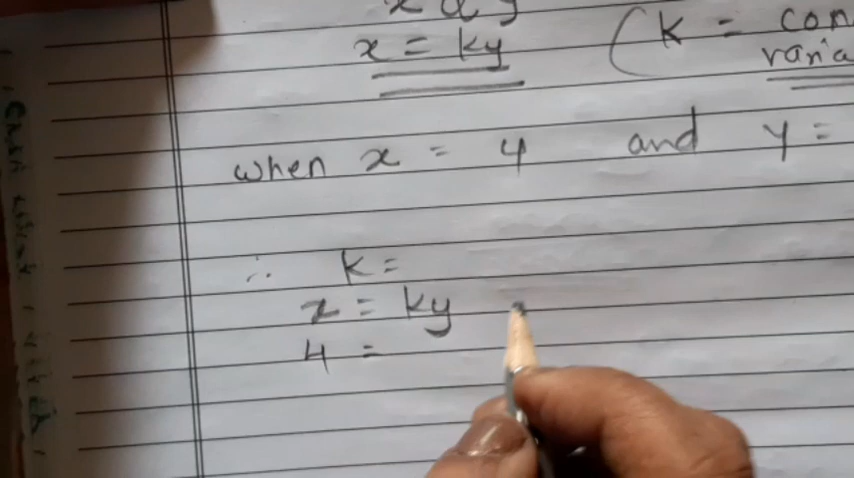 x α y
x = ky (k = con
varia
when x = 4 and y =
∴ k =
x = ky
4 =